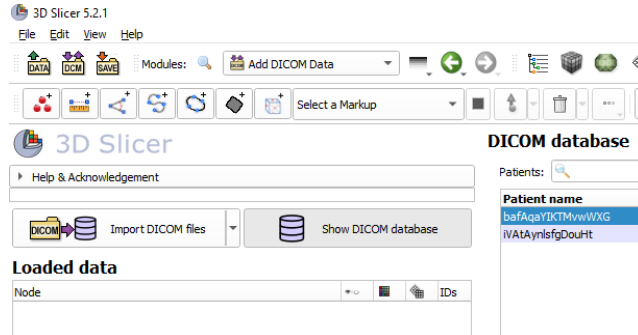 3D Slicer 5.2.1
File Edit View Help
DATA DCM SAVE Modules: Add DICOM Data
Select a Markup
3D Slicer
Help & Acknowledgement
DICOM Import DICOM files Show DICOM database
Loaded data
Node IDs
DICOM database
Patients:
Patient name
bafAqaYIKTMvwWXG
iVAtAynlsfgDouHt